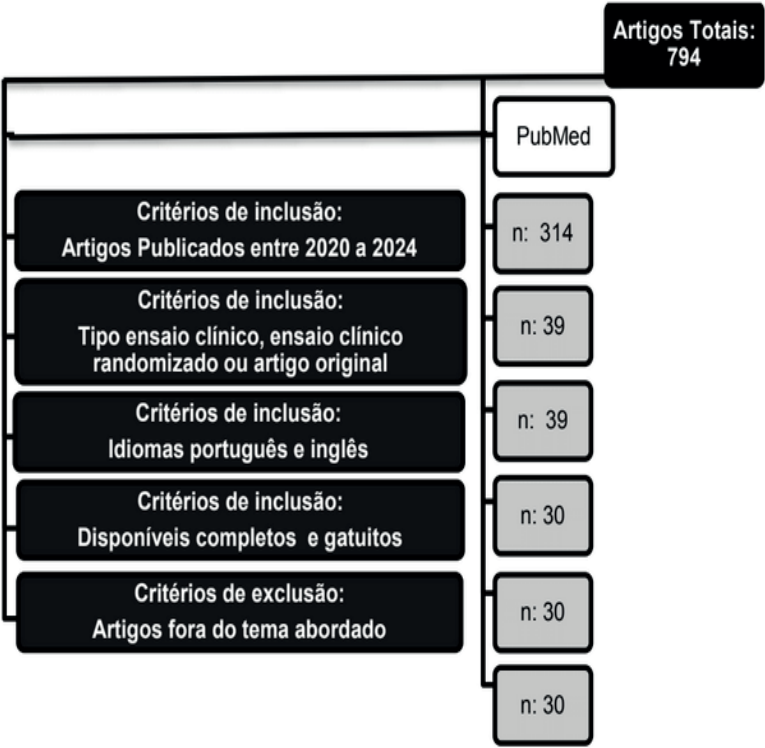 Artigos Totais:
794
PubMed
Critérios de inclusão:
Artigos Publicados entre 2020 a 2024
n: 314
Critérios de inclusão:
Tipo ensaio clínico, ensaio clínico
randomizado ou artigo original
n: 39
Critérios de inclusão:
Idiomas português e inglês
n: 39
Critérios de inclusão:
Disponíveis completos e gatuitos
n: 30
Critérios de exclusão:
Artigos fora do tema abordado
n: 30
n: 30